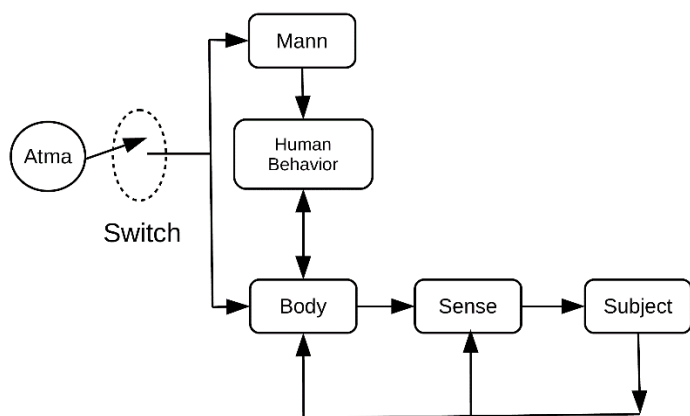 Mann
Atma
Human
Behavior
Switch
Body
Sense
Subject